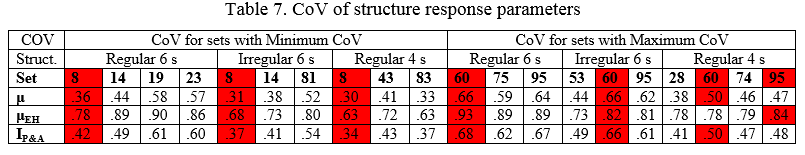 Table 7. CoV of structure response parameters
COV CoV for sets with Minimum CoV CoV for sets with Maximum CoV
Struct. Regular 6 s Irregular 6 s Regular 4 s Regular 6 s Irregular 6 s Regular 4 s
Set 8 14 19 23 8 14 81 8 43 83 60 75 95 53 60 95 28 60 74 95
μ .36 .44 .58 .57 .31 .38 .52 .30 .41 .33 .66 .59 .64 .44 .66 .62 .38 .50 .46 .47
μEH .78 .89 .90 .86 .68 .73 .80 .63 .72 .63 .93 .89 .89 .73 .82 .81 .78 .78 .79 .84
IP&A .42 .49 .61 .60 .37 .41 .54 .34 .43 .37 .68 .62 .67 .49 .66 .61 .41 .50 .47 .48